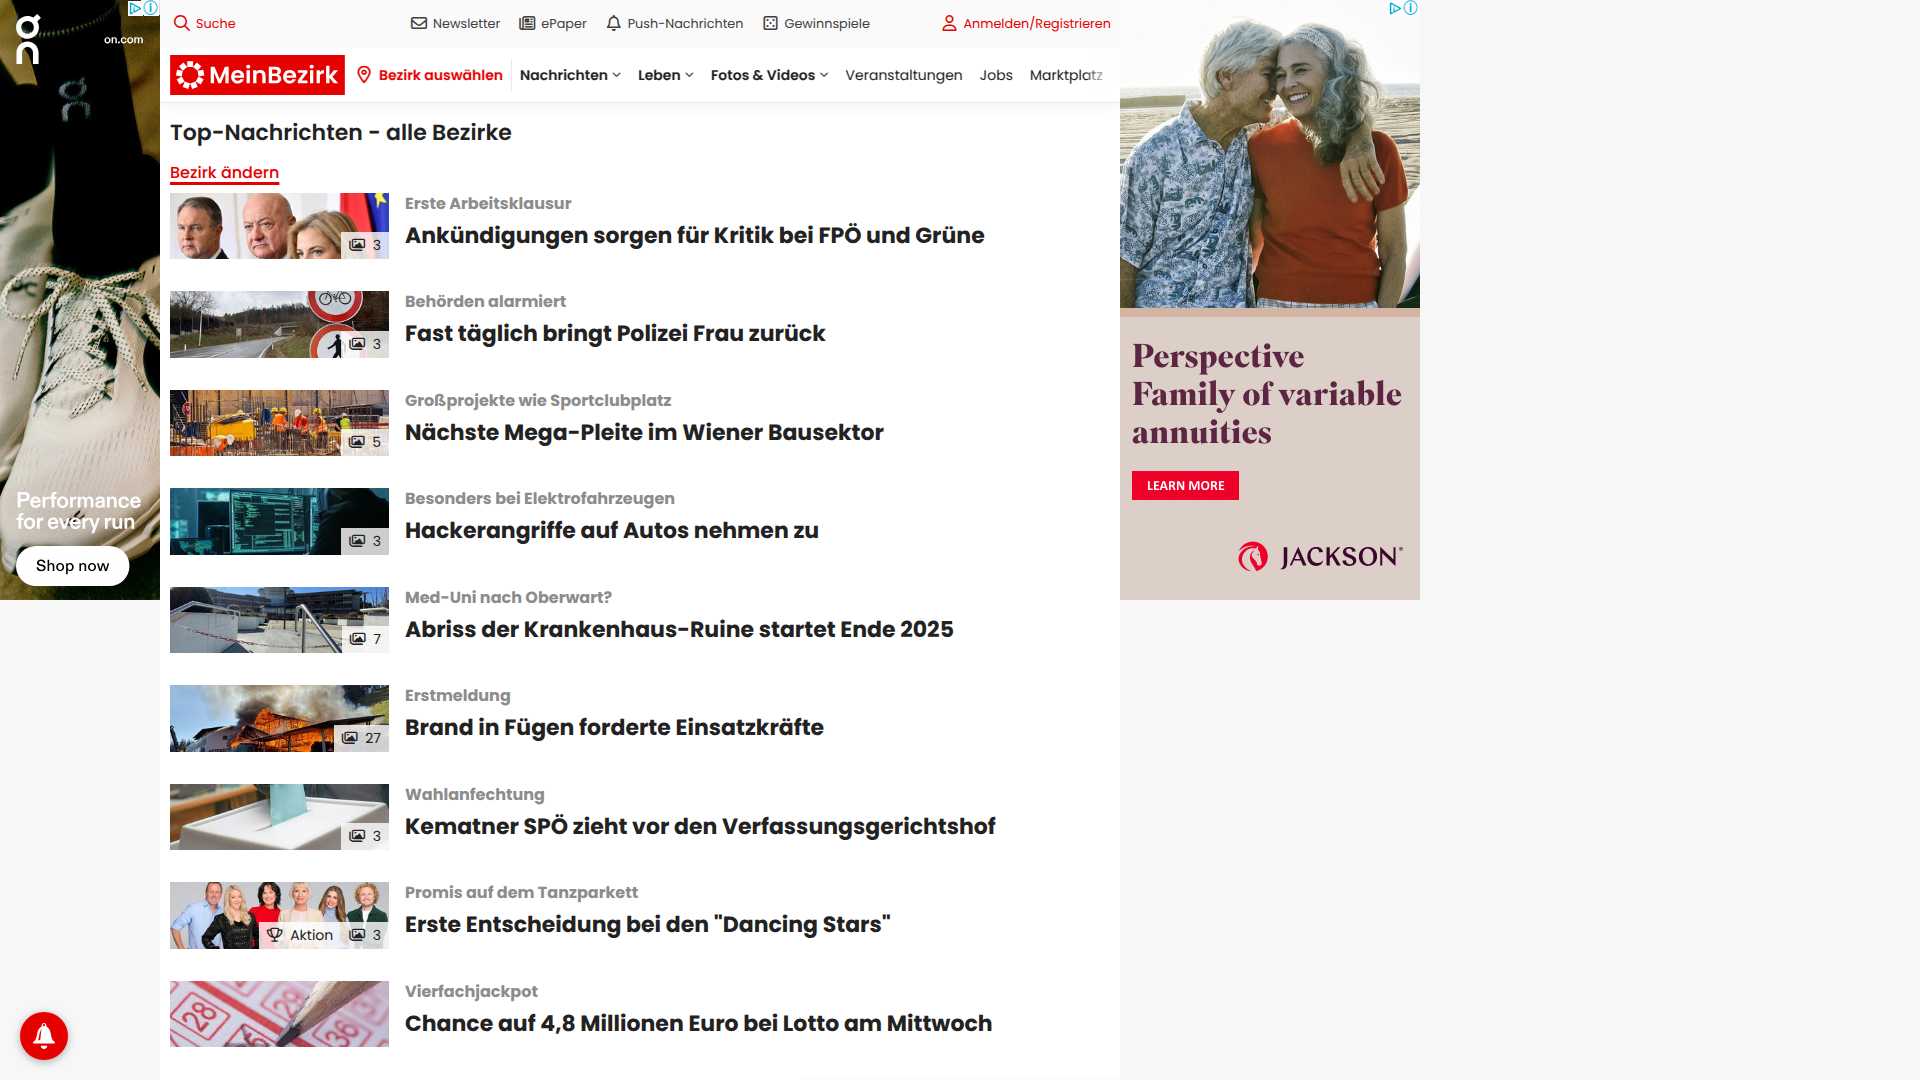 on.com
Performance
for every run
Shop now
Suche
Newsletter
ePaper
Push-Nachrichten
Gewinnspiele
Anmelden/Registrieren
MeinBezirk
Bezirk auswählen
Nachrichten
Leben
Fotos & Videos
Veranstaltungen
Jobs
Marktplatz
Top-Nachrichten - alle Bezirke
Bezirk ändern
3
Erste Arbeitsklausur
Ankündigungen sorgen für Kritik bei FPÖ und Grüne
3
Behörden alarmiert
Fast täglich bringt Polizei Frau zurück
5
Großprojekte wie Sportclubplatz
Nächste Mega-Pleite im Wiener Bausektor
3
Besonders bei Elektrofahrzeugen
Hackerangriffe auf Autos nehmen zu
7
Med-Uni nach Oberwart?
Abriss der Krankenhaus-Ruine startet Ende 2025
27
Erstmeldung
Brand in Fügen forderte Einsatzkräfte
3
Wahlanfechtung
Kematner SPÖ zieht vor den Verfassungsgerichtshof
Aktion 3
Promis auf dem Tanzparkett
Erste Entscheidung bei den "Dancing Stars"
28 29 36
Vierfachjackpot
Chance auf 4,8 Millionen Euro bei Lotto am Mittwoch
Perspective
Family of variable
annuities
LEARN MORE
JACKSON®